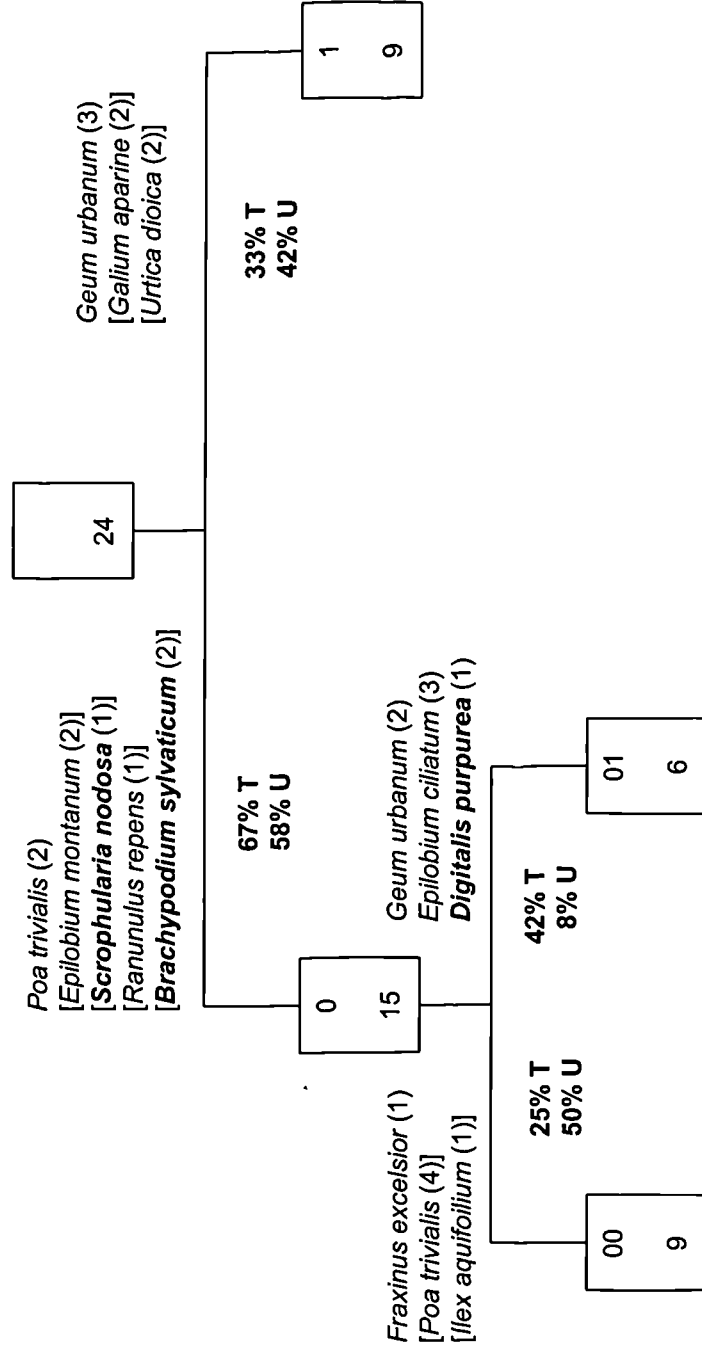 24
Poa trivialis (2)
[Epilobium montanum (2)]
[Scrophularia nodosa (1)]
[Ranunulus repens (1)]
[Brachypodium sylvaticum (2)]
Geum urbanum (3)
[Galium aparine (2)]
[Urtica dioica (2)]
67% T
58% U
33% T
42% U
0
15
1
9
Fraxinus excelsior (1)
[Poa trivialis (4)]
[Ilex aquifoilium (1)]
Geum urbanum (2)
Epilobium ciliatum (3)
Digitalis purpurea (1)
25% T
50% U
42% T
8% U
00
9
01
6